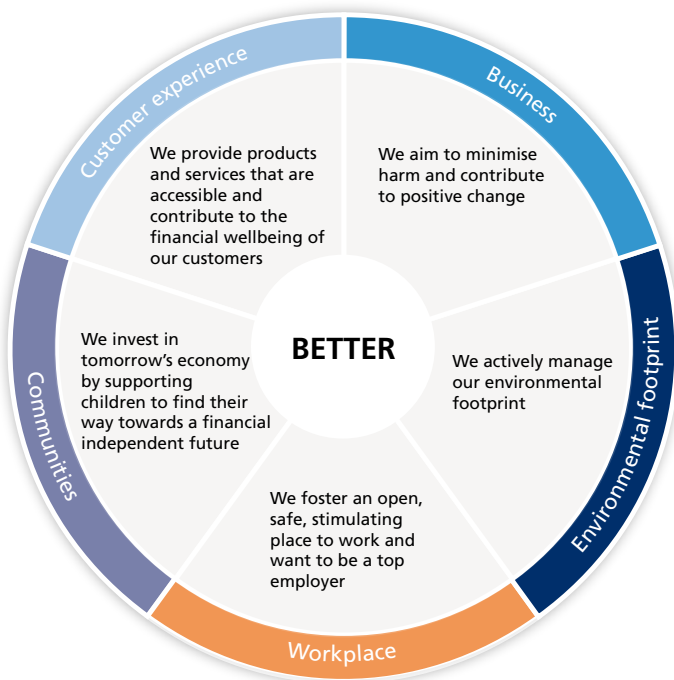 Customer experience
We provide products
and services that are
accessible and
contribute to the
financial wellbeing of
our customers
Business
We aim to minimise
harm and contribute
to positive change
Environmental footprint
We actively manage
our environmental
footprint
Workplace
We foster an open,
safe, stimulating
place to work and
want to be a top
employer
Communities
We invest in
tomorrow’s economy
by supporting
children to find their
way towards a financial
independent future
BETTER